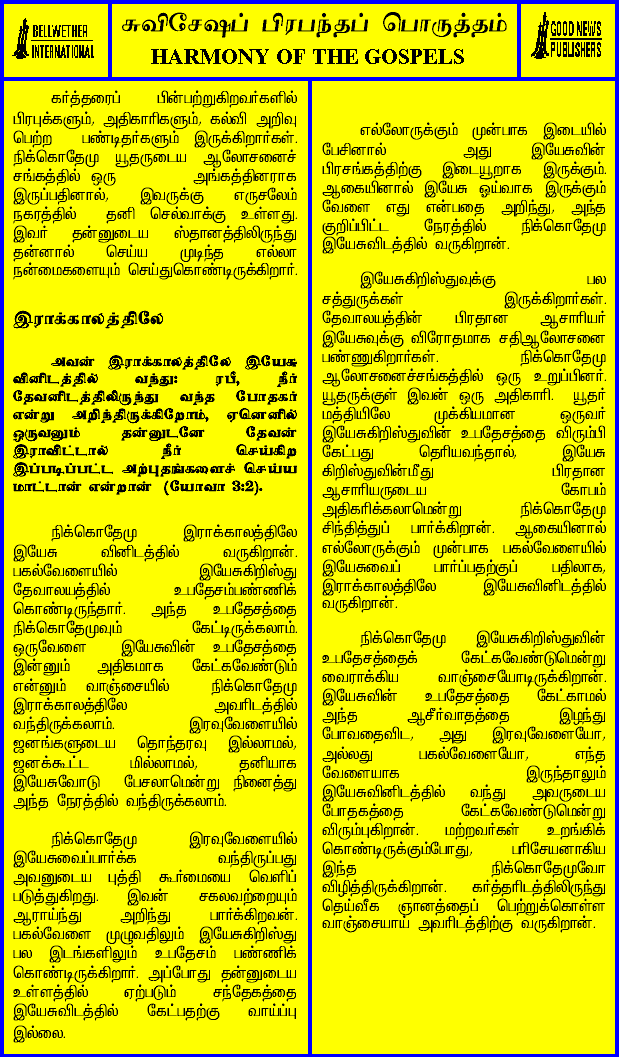 BELLWETHER
INTERNATIONAL
சுவிசேஷப் பிரபந்தப் பொருத்தம்
HARMONY OF THE GOSPELS
GOOD NEWS
PUBLISHERS
கர்த்தரைப் பின்பற்றுகிறவர்களில்
பிரபுக்களும், அதிகாரிகளும், கல்வி அறிவு
பெற்ற பண்டிதர்களும் இருக்கிறார்கள்.
நிக்கொதேமு யூதருடைய ஆலோசனைச்
சங்கத்தில் ஒரு அங்கத்தினராக
இருப்பதினால், இவருக்கு எருசலேம்
நகரத்தில் தனி செல்வாக்கு உள்ளது.
இவர் தன்னுடைய ஸ்தானத்திலிருந்து
தன்னால் செய்ய முடிந்த எல்லா
நன்மைகளையும் செய்துகொண்டிருக்கிறார்.
இராக்காலத்திலே
அவன் இராக்காலத்திலே இயேசு
வினிடத்தில் வந்து: ரபீ, நீர்
தேவனிடத்திலிருந்து வந்த போதகர்
என்று அறிந்திருக்கிறோம், ஏனெனில்
ஒருவனும் தன்னுடனே தேவன்
இராவிட்டால் நீர் செய்கிற
இப்படிப்பட்ட அற்புதங்களைச் செய்ய
மாட்டான் என்றான் (யோவா 3:2).
நிக்கொதேமு இராக்காலத்திலே
இயேசு வினிடத்தில் வருகிறான்.
பகல்வேளையில் இயேசுகிறிஸ்து
தேவாலயத்தில் உபதேசம்பண்ணிக்
கொண்டிருந்தார். அந்த உபதேசத்தை
நிக்கொதேமுவும் கேட்டிருக்கலாம்.
ஒருவேளை இயேசுவின் உபதேசத்தை
இன்னும் அதிகமாக கேட்கவேண்டும்
என்னும் வாஞ்சையில் நிக்கொதேமு
இராக்காலத்திலே அவரிடத்தில்
வந்திருக்கலாம். இரவுவேளையில்
ஜனங்களுடைய தொந்தரவு இல்லாமல்,
ஜனக்கூட்ட மில்லாமல், தனியாக
இயேசுவோடு பேசலாமென்று நினைத்து
அந்த நேரத்தில் வந்திருக்கலாம்.
நிக்கொதேமு இரவுவேளையில்
இயேசுவைப்பார்க்க வந்திருப்பது
அவனுடைய புத்தி கூர்மையை வெளிப்
படுத்துகிறது. இவன் சகலவற்றையும்
ஆராய்ந்து அறிந்து பார்க்கிறவன்.
பகல்வேளை முழுவதிலும் இயேசுகிறிஸ்து
பல இடங்களிலும் உபதேசம் பண்ணிக்
கொண்டிருக்கிறார். அப்போது தன்னுடைய
உள்ளத்தில் ஏற்படும் சந்தேகத்தை
இயேசுவிடத்தில் கேட்பதற்கு வாய்ப்பு
இல்லை.
எல்லோருக்கும் முன்பாக இடையில்
பேசினால் அது இயேசுவின்
பிரசங்கத்திற்கு இடையூறாக இருக்கும்.
ஆகையினால் இயேசு ஓய்வாக இருக்கும்
வேளை எது என்பதை அறிந்து, அந்த
குறிப்பிட்ட நேரத்தில் நிக்கொதேமு
இயேசுவிடத்தில் வருகிறான்.
இயேசுகிறிஸ்துவுக்கு பல
சத்துருக்கள் இருக்கிறார்கள்.
தேவாலயத்தின் பிரதான ஆசாரியர்
இயேசுவுக்கு விரோதமாக சதிஆலோசனை
பண்ணுகிறார்கள். நிக்கொதேமு
ஆலோசனைச்சங்கத்தில் ஒரு உறுப்பினர்.
யூதருக்குள் இவன் ஒரு அதிகாரி. யூதர்
மத்தியிலே முக்கியமான ஒருவர்
இயேசுகிறிஸ்துவின் உபதேசத்தை விரும்பி
கேட்பது தெரியவந்தால், இயேசு
கிறிஸ்துவின்மீது பிரதான
ஆசாரியருடைய கோபம்
அதிகரிக்கலாமென்று நிக்கொதேமு
சிந்தித்துப் பார்க்கிறான். ஆகையினால்
எல்லோருக்கும் முன்பாக பகல்வேளையில்
இயேசுவைப் பார்ப்பதற்குப் பதிலாக,
இராக்காலத்திலே இயேசுவினிடத்தில்
வருகிறான்.
நிக்கொதேமு இயேசுகிறிஸ்துவின்
உபதேசத்தைக் கேட்கவேண்டுமென்று
வைராக்கிய வாஞ்சையோடிருக்கிறான்.
இயேசுவின் உபதேசத்தை கேட்காமல்
அந்த ஆசீர்வாதத்தை இழந்து
போவதைவிட, அது இரவுவேளையோ,
அல்லது பகல்வேளையோ, எந்த
வேளையாக இருந்தாலும்
இயேசுவினிடத்தில் வந்து அவருடைய
போதகத்தை கேட்கவேண்டுமென்று
விரும்புகிறான். மற்றவர்கள் உறங்கிக்
கொண்டிருக்கும்போது, பரிசேயனாகிய
இந்த நிக்கொதேமுவோ
விழித்திருக்கிறான். கர்த்தரிடத்திலிருந்து
தெய்வீக ஞானத்தைப் பெற்றுக்கொள்ள
வாஞ்சையாய் அவரிடத்திற்கு வருகிறான்.